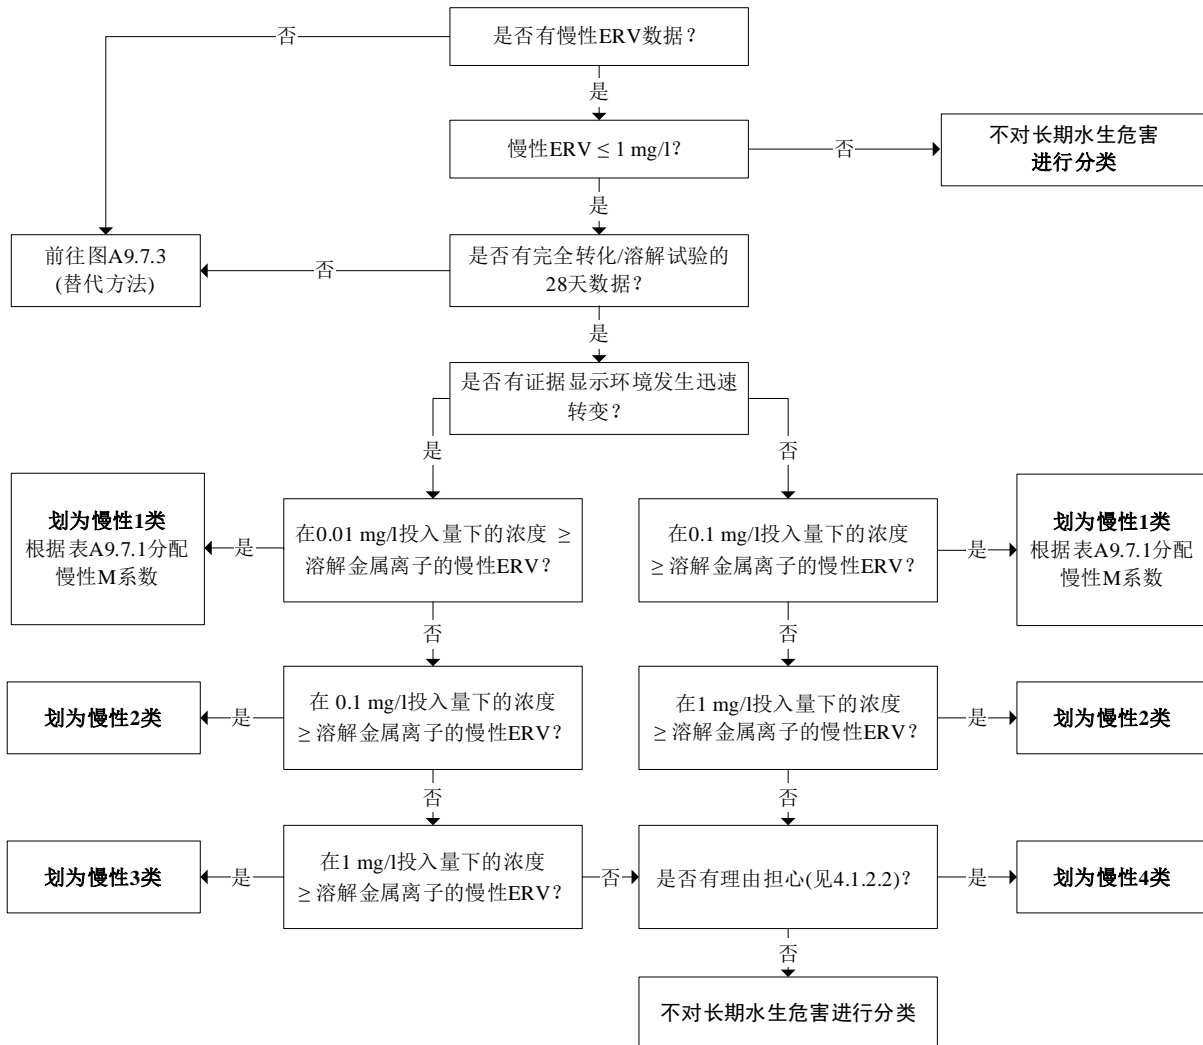 是否有慢性ERV数据？
否
是
慢性ERV ≤ 1 mg/l？
否
不对长期水生危害
进行分类
是
前往图A9.7.3
(替代方法)
否
是否有完全转化/溶解试验的
28天数据？
是
是否有证据显示环境发生迅速
转变？
是
否
划为慢性1类
根据表A9.7.1分配
慢性M系数
是
在0.01 mg/l投入量下的浓度 ≥
溶解金属离子的慢性ERV？
在0.1 mg/l投入量下的浓度
≥ 溶解金属离子的慢性ERV？
是
划为慢性1类
根据表A9.7.1分配
慢性M系数
否
否
划为慢性2类
是
在 0.1 mg/l投入量下的浓度
≥ 溶解金属离子的慢性ERV？
在1 mg/l投入量下的浓度
≥ 溶解金属离子的慢性ERV？
是
划为慢性2类
否
否
划为慢性3类
是
在1 mg/l投入量下的浓度
≥ 溶解金属离子的慢性ERV？
否
是否有理由担心(见4.1.2.2)？
是
划为慢性4类
否
不对长期水生危害进行分类